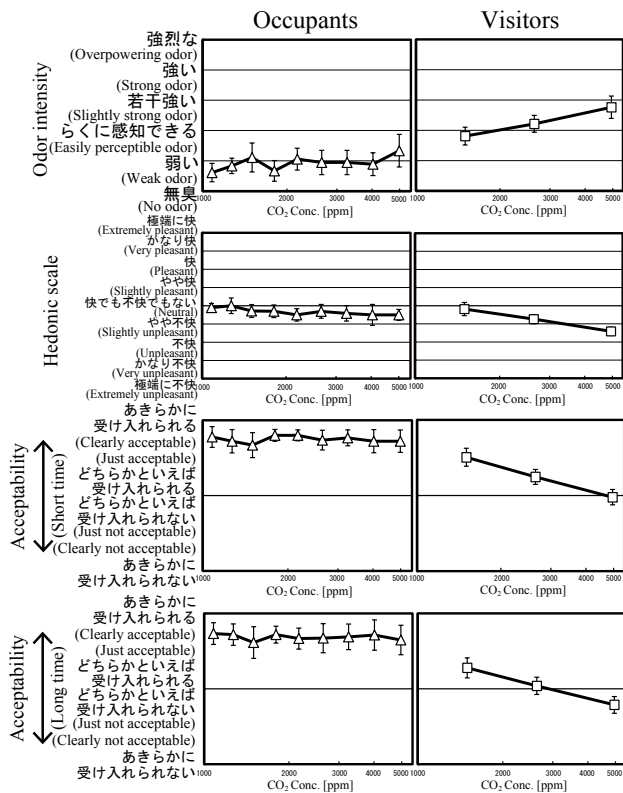 Occupants
Visitors
Odor intensity
強烈な
(Overpowering odor)
強い
(Strong odor)
若干強い
(Slightly strong odor)
らくに感知できる
(Easily perceptible odor)
弱い
(Weak odor)
無臭
(No odor)
1000 2000 3000 4000 5000
CO2 Conc. [ppm]
1000 2000 3000 4000 5000
CO2 Conc. [ppm]
Hedonic scale
極端に快
(Extremely pleasant)
かなり快
(Very pleasant)
快
(Pleasant)
やや快
(Slightly pleasant)
快でも不快でもない
(Neutral)
やや不快
(Slightly unpleasant)
不快
(Unpleasant)
かなり不快
(Very unpleasant)
極端に不快
(Extremely unpleasant)
1000 2000 3000 4000 5000
CO2 Conc. [ppm]
1000 2000 3000 4000 5000
CO2 Conc. [ppm]
Acceptability
(Short time)
あきらかに
受け入れられる
(Clearly acceptable)
(Just acceptable)
どちらかといえば
受け入れられる
どちらかといえば
受け入れられない
(Just not acceptable)
(Clearly not acceptable)
あきらかに
受け入れられない
1000 2000 3000 4000 5000
CO2 Conc. [ppm]
1000 2000 3000 4000 5000
CO2 Conc. [ppm]
Acceptability
(Long time)
あきらかに
受け入れられる
(Clearly acceptable)
(Just acceptable)
どちらかといえば
受け入れられる
どちらかといえば
受け入れられない
(Just not acceptable)
(Clearly not acceptable)
あきらかに
受け入れられない
1000 2000 3000 4000 5000
CO2 Conc. [ppm]
1000 2000 3000 4000 5000
CO2 Conc. [ppm]